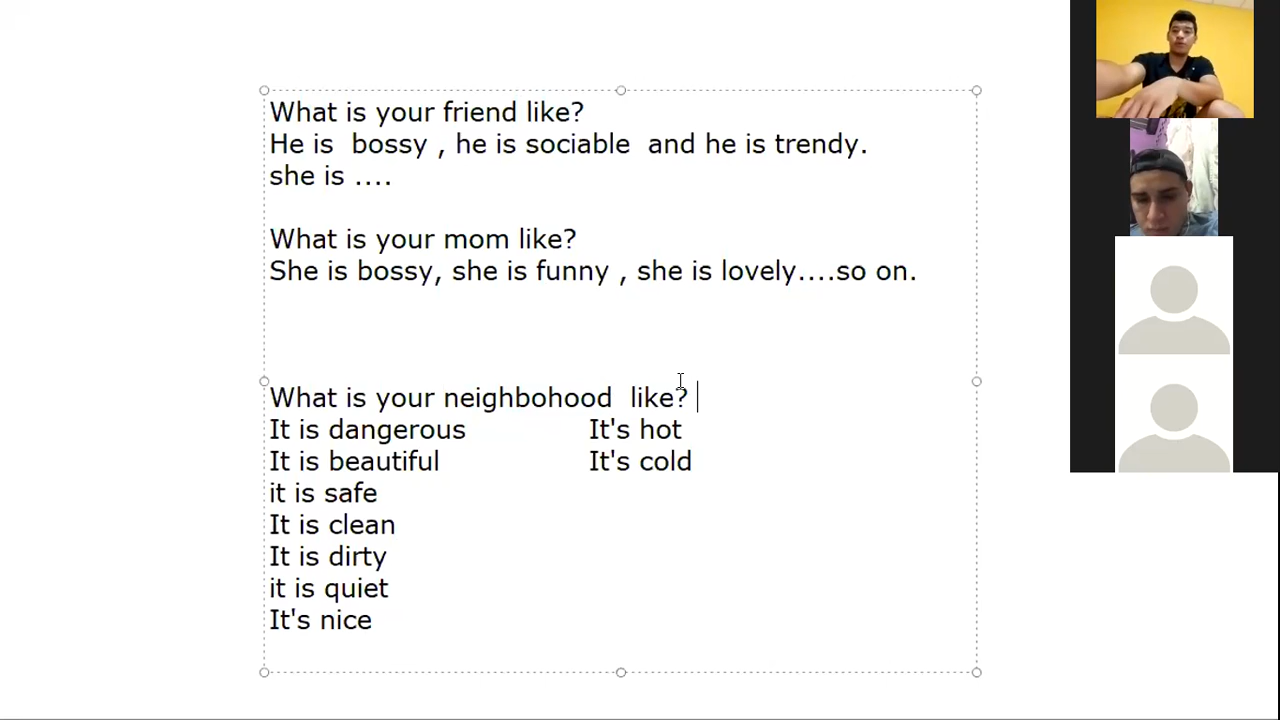 What is your friend like?
He is  bossy , he is sociable  and he is trendy.
she is ....
What is your mom like?
She is bossy, she is funny , she is lovely....so on.
What is your neighbohood  like?
It is dangerous It's hot
It is beautiful It's cold
it is safe
It is clean
It is dirty
it is quiet
It's nice